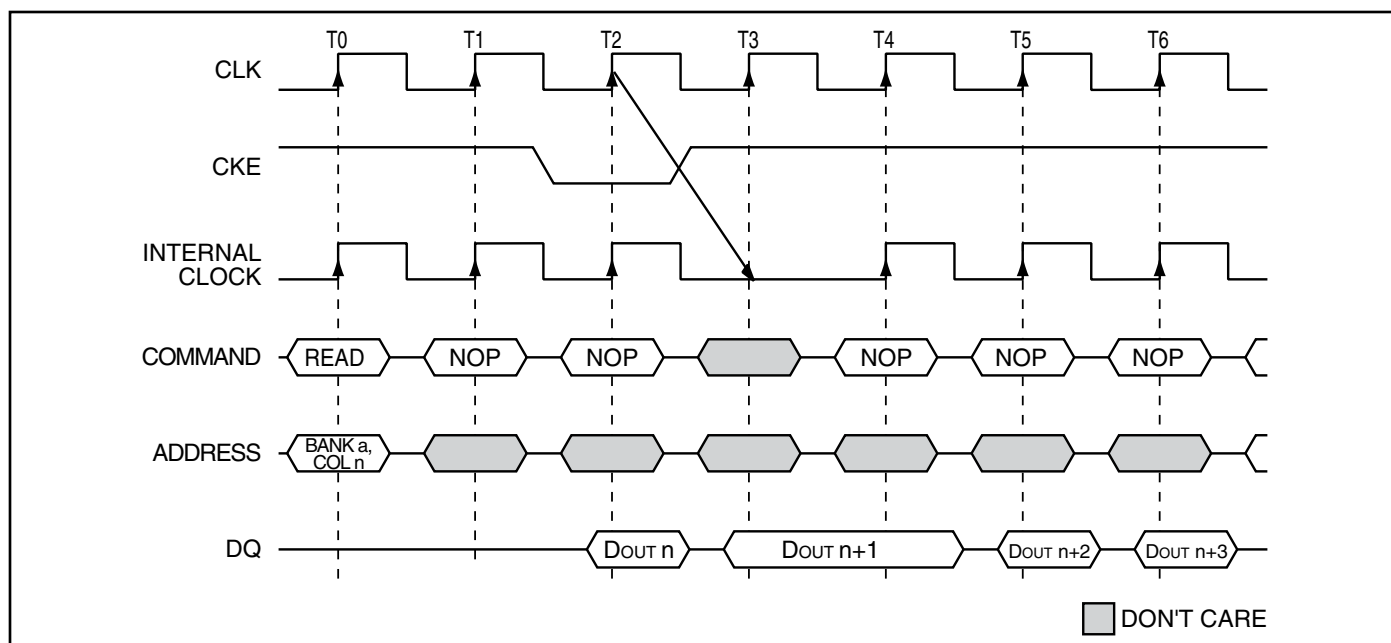 T0 T1 T2 T3 T4 T5 T6
CLK
CKE
INTERNAL
CLOCK
COMMAND READ NOP NOP NOP NOP NOP
ADDRESS BANK a,
COL n
DQ DOUT n DOUT n+1 DOUT n+2 DOUT n+3
DON'T CARE